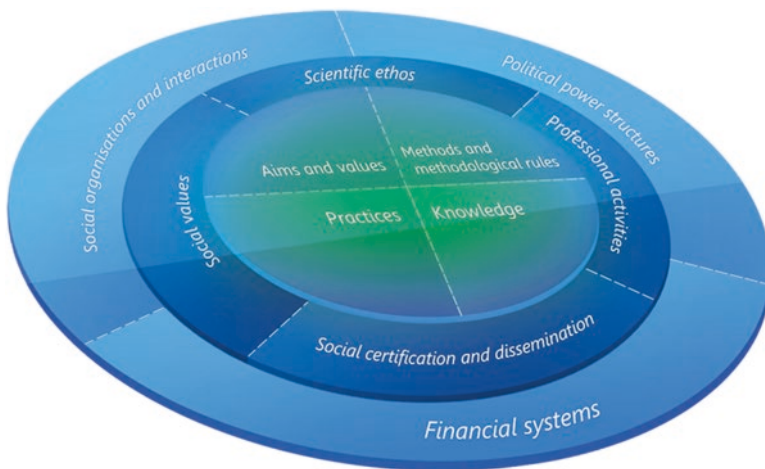 Social organisations and interactions
Political power structures
Scientific ethos
Professional activities
Social values
Aims and values
Methods and
methodological rules
Practices
Knowledge
Social certification and dissemination
Financial systems